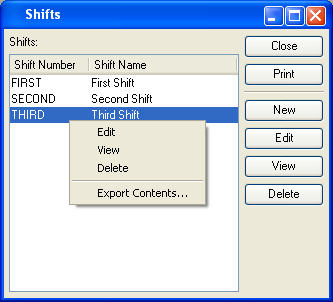 Shifts
Shifts:
Close
Print
New
Edit
View
Delete
Shift Number Shift Name
FIRST First Shift
SECOND Second Shift
THIRD Third Shift
Edit
View
Delete
Export Contents...